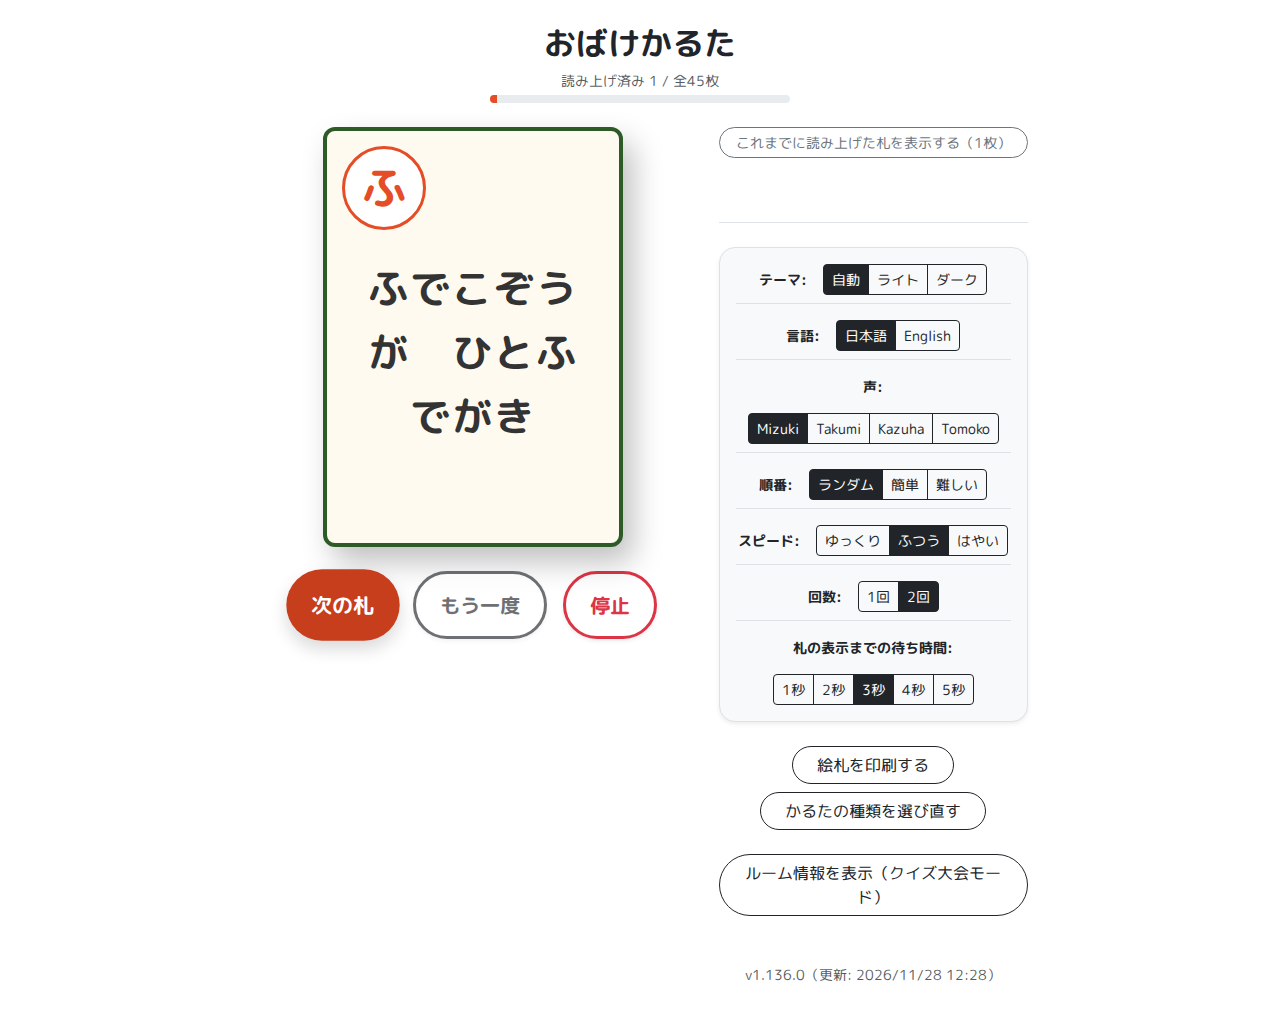 おばけかるた
読み上げ済み 1 / 全45枚
ふ
ふでこぞう
が　ひとふ
でがき
次の札
もう一度
停止
これまでに読み上げた札を表示する（1枚）
テーマ: 自動 ライト ダーク
言語: 日本語 English
声:
Mizuki Takumi Kazuha Tomoko
順番: ランダム 簡単 難しい
スピード: ゆっくり ふつう はやい
回数: 1回 2回
札の表示までの待ち時間:
1秒 2秒 3秒 4秒 5秒
絵札を印刷する
かるたの種類を選び直す
ルーム情報を表示（クイズ大会モー
ド）
v1.136.0（更新: 2026/11/28 12:28）